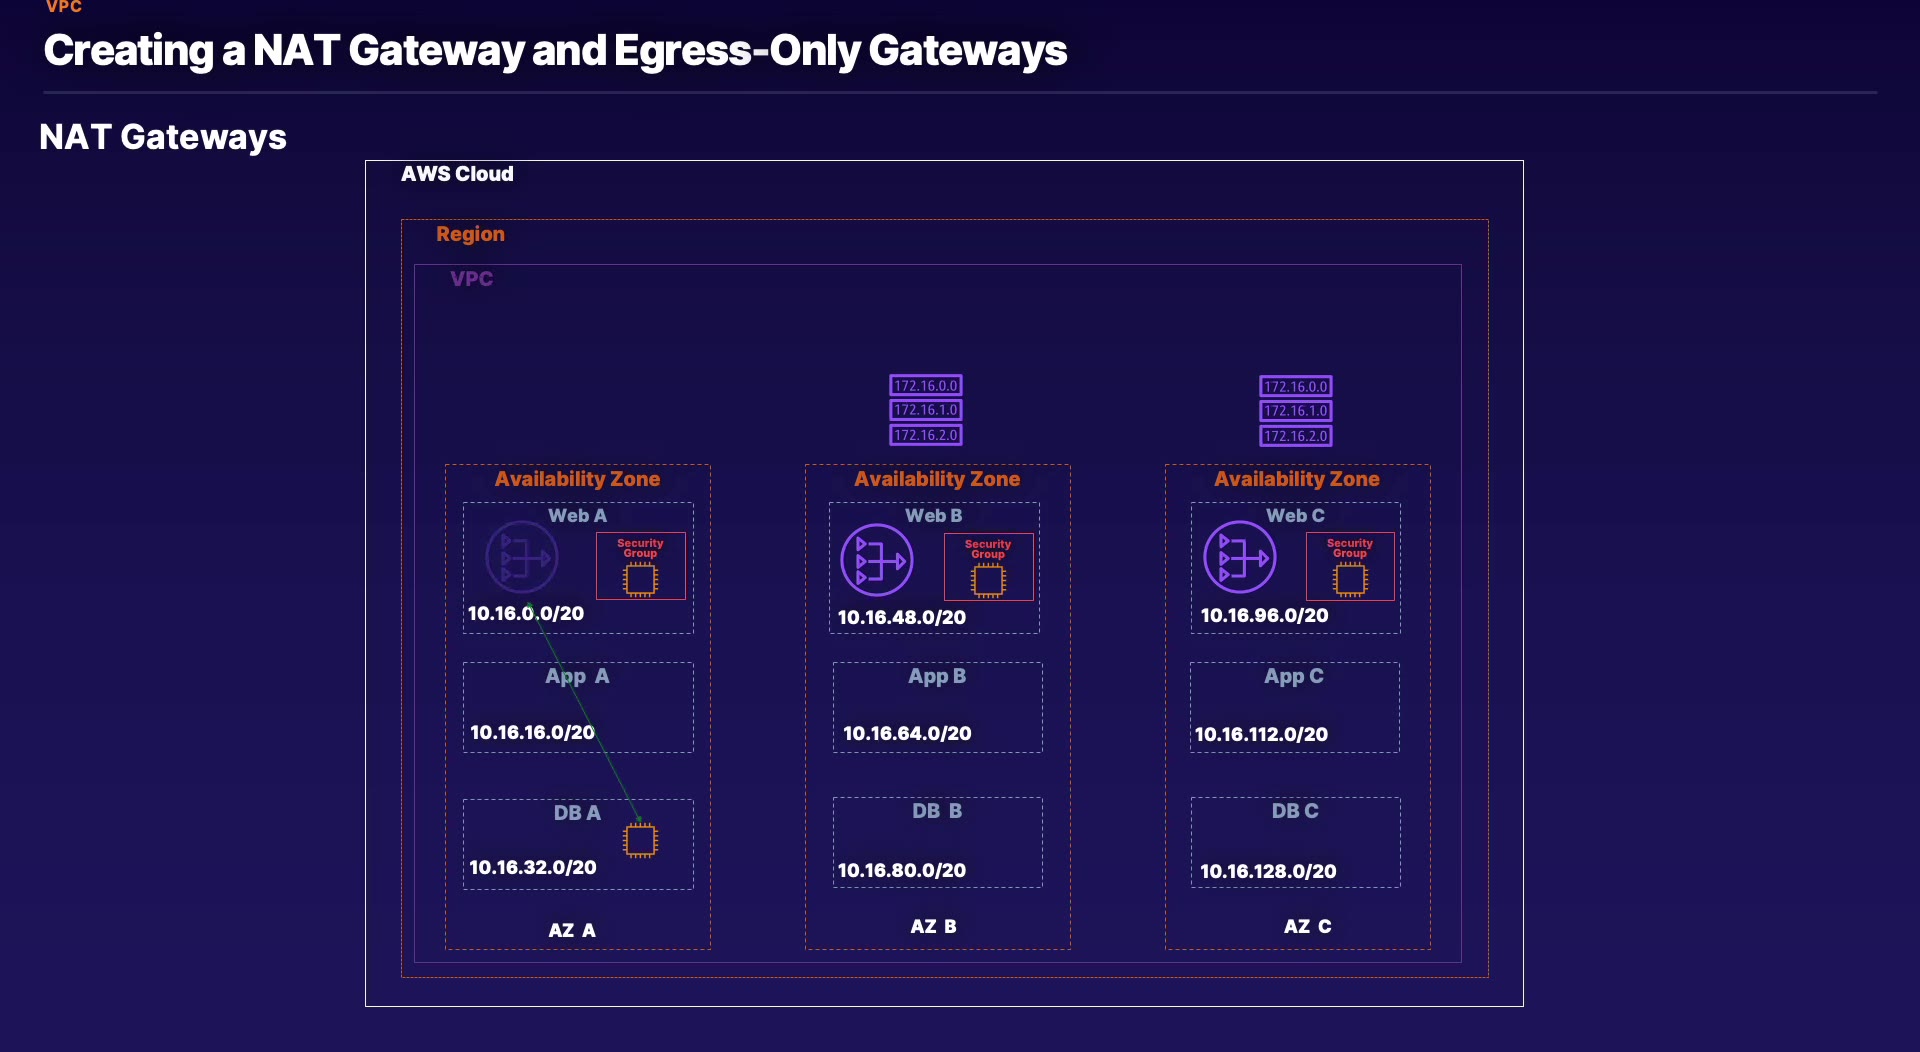 VPC
Creating a NAT Gateway and Egress-Only Gateways
NAT Gateways
AWS Cloud
Region
VPC
172.16.0.0
172.16.1.0
172.16.2.0
172.16.0.0
172.16.1.0
172.16.2.0
Availability Zone
Web A
Security
Group
10.16.0.0/20
App A
10.16.16.0/20
DB A
10.16.32.0/20
AZ A
Availability Zone
Web B
Security
Group
10.16.48.0/20
App B
10.16.64.0/20
DB B
10.16.80.0/20
AZ B
Availability Zone
Web C
Security
Group
10.16.96.0/20
App C
10.16.112.0/20
DB C
10.16.128.0/20
AZ C